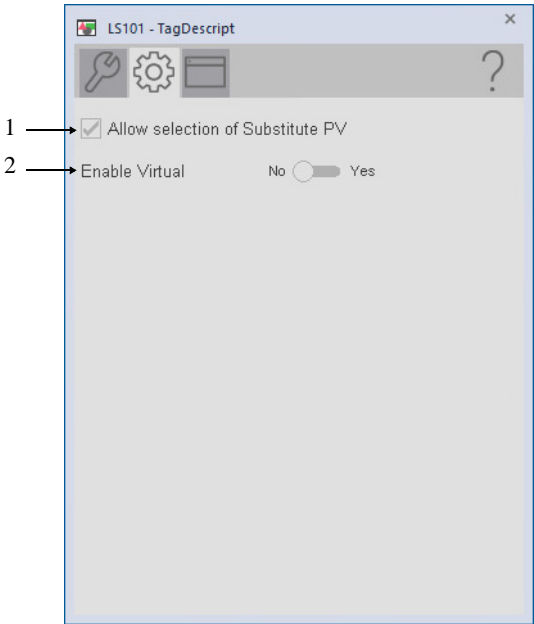 LS101 - TagDescript
?
1 Allow selection of Substitute PV
2 Enable Virtual No Yes